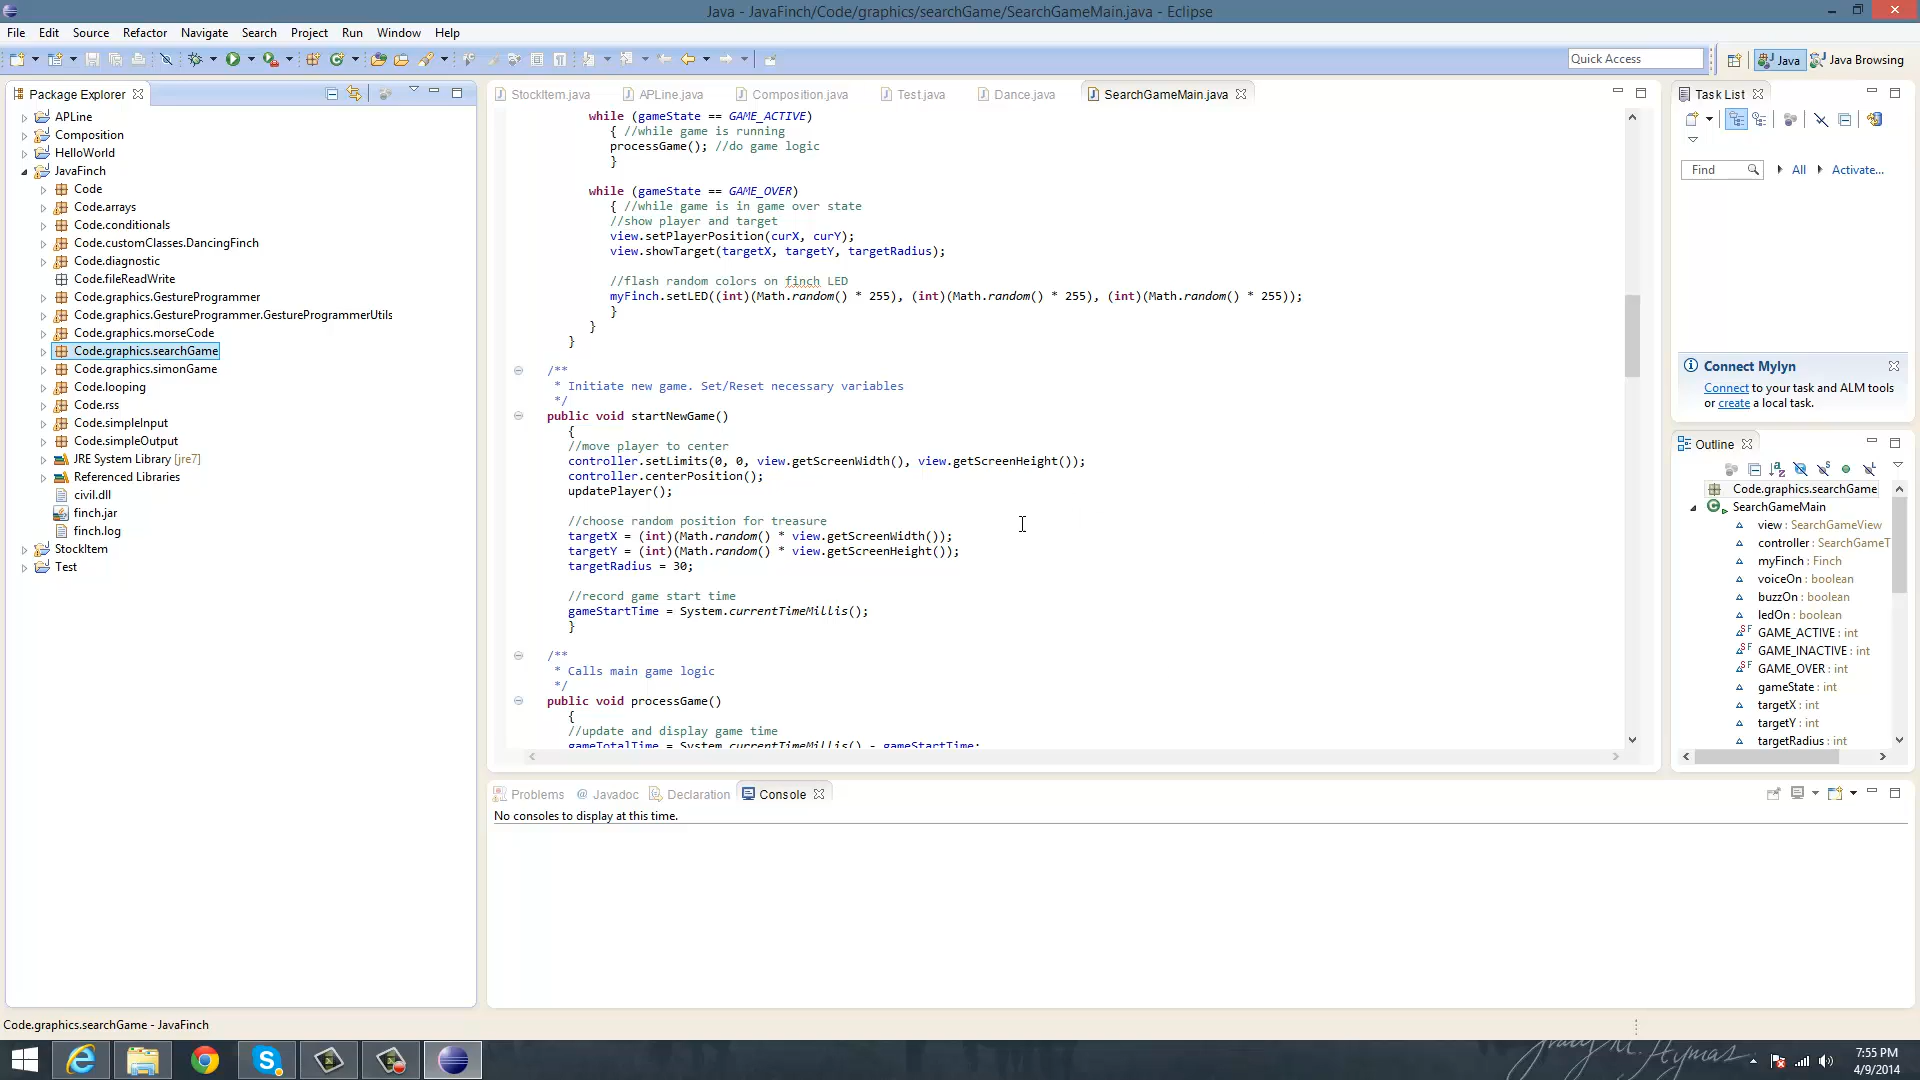 Java - JavaFinch/Code/graphics/searchGame/SearchGameMain.java - Eclipse
File Edit Source Refactor Navigate Search Project Run Window Help
Quick Access
Java
Java Browsing
Package Explorer
APLine
Composition
HelloWorld
JavaFinch
Code
Code.arrays
Code.conditionals
Code.customClasses.DancingFinch
Code.diagnostic
Code.fileReadWrite
Code.graphics.GestureProgrammer
Code.graphics.GestureProgrammer.GestureProgrammerUtils
Code.graphics.morseCode
Code.graphics.searchGame
Code.graphics.simonGame
Code.looping
Code.rss
Code.simpleInput
Code.simpleOutput
JRE System Library [jre7]
Referenced Libraries
civil.dll
finch.jar
finch.log
StockItem
Test
StockItem.java APLine.java Composition.java Test.java Dance.java SearchGameMain.java
while (gameState == GAME_ACTIVE)
{ //while game is running
processGame(); //do game logic
}
while (gameState == GAME_OVER)
{ //while game is in game over state
//show player and target
view.setPlayerPosition(curX, curY);
view.showTarget(targetX, targetY, targetRadius);
//flash random colors on finch LED
myFinch.setLED((int)(Math.random() * 255), (int)(Math.random() * 255), (int)(Math.random() * 255));
}
}
}
/**
* Initiate new game. Set/Reset necessary variables
*/
public void startNewGame()
{
//move player to center
controller.setLimits(0, 0, view.getScreenWidth(), view.getScreenHeight());
controller.centerPosition();
updatePlayer();
//choose random position for treasure
targetX = (int)(Math.random() * view.getScreenWidth());
targetY = (int)(Math.random() * view.getScreenHeight());
targetRadius = 30;
//record game start time
gameStartTime = System.currentTimeMillis();
}
/**
* Calls main game logic
*/
public void processGame()
{
//update and display game time
gameTotalTime = System.currentTimeMillis() - gameStartTime;
Task List
Find
All
Activate...
Connect Mylyn
Connect to your task and ALM tools
or create a local task.
Outline
Code.graphics.searchGame
SearchGameMain
view : SearchGameView
controller : SearchGameT
myFinch : Finch
voiceOn : boolean
buzzOn : boolean
ledOn : boolean
GAME_ACTIVE : int
GAME_INACTIVE : int
GAME_OVER : int
gameState : int
targetX : int
targetY : int
targetRadius : int
Problems @ Javadoc Declaration Console
No consoles to display at this time.
Code.graphics.searchGame - JavaFinch
7:55 PM
4/9/2014